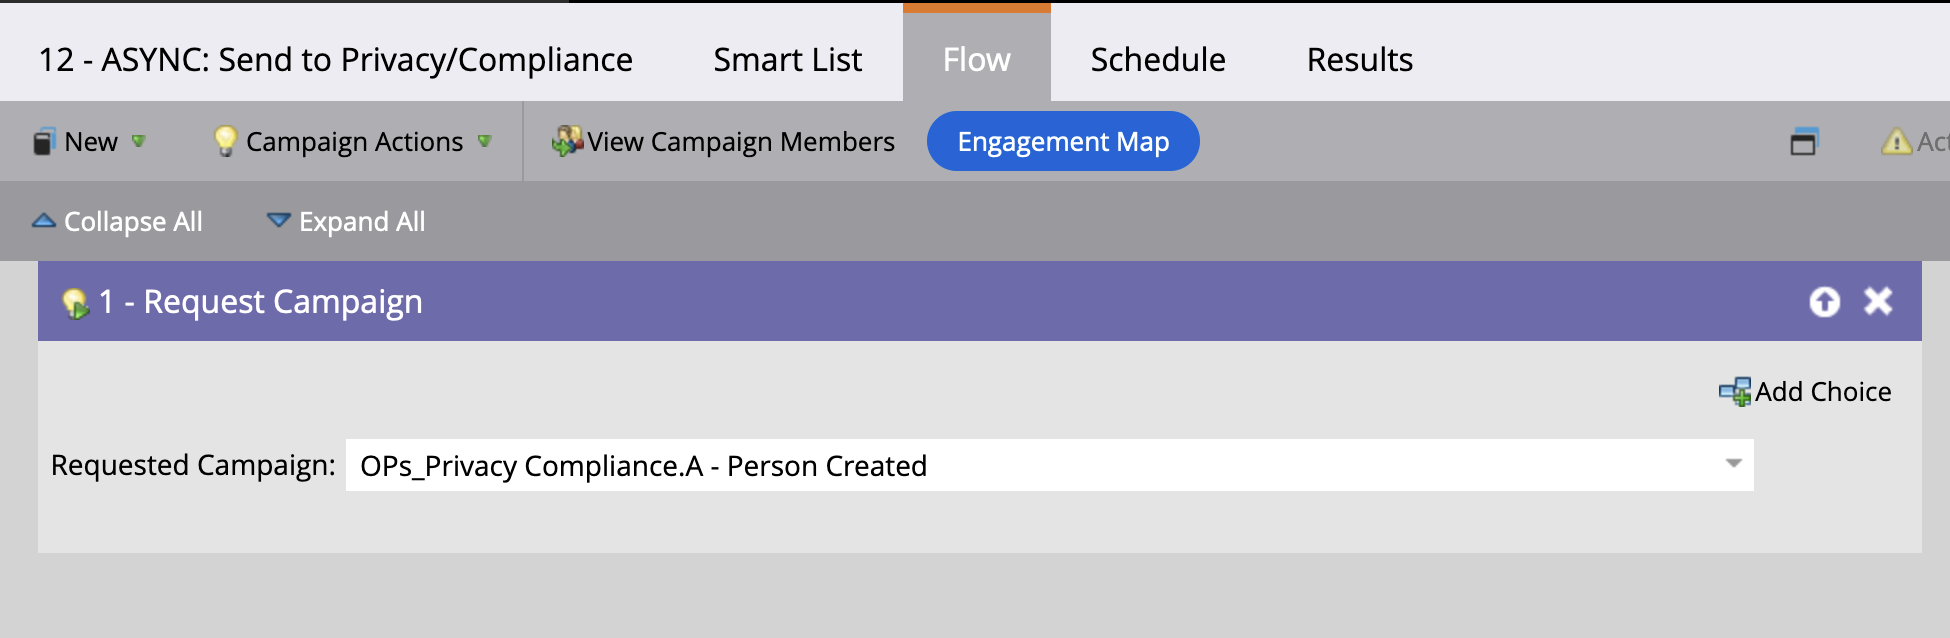 12 - ASYNC: Send to Privacy/Compliance Smart List Flow Schedule Results
New Campaign Actions View Campaign Members Engagement Map
Collapse All Expand All
1 - Request Campaign
Add Choice
Requested Campaign: OPs_Privacy Compliance.A - Person Created